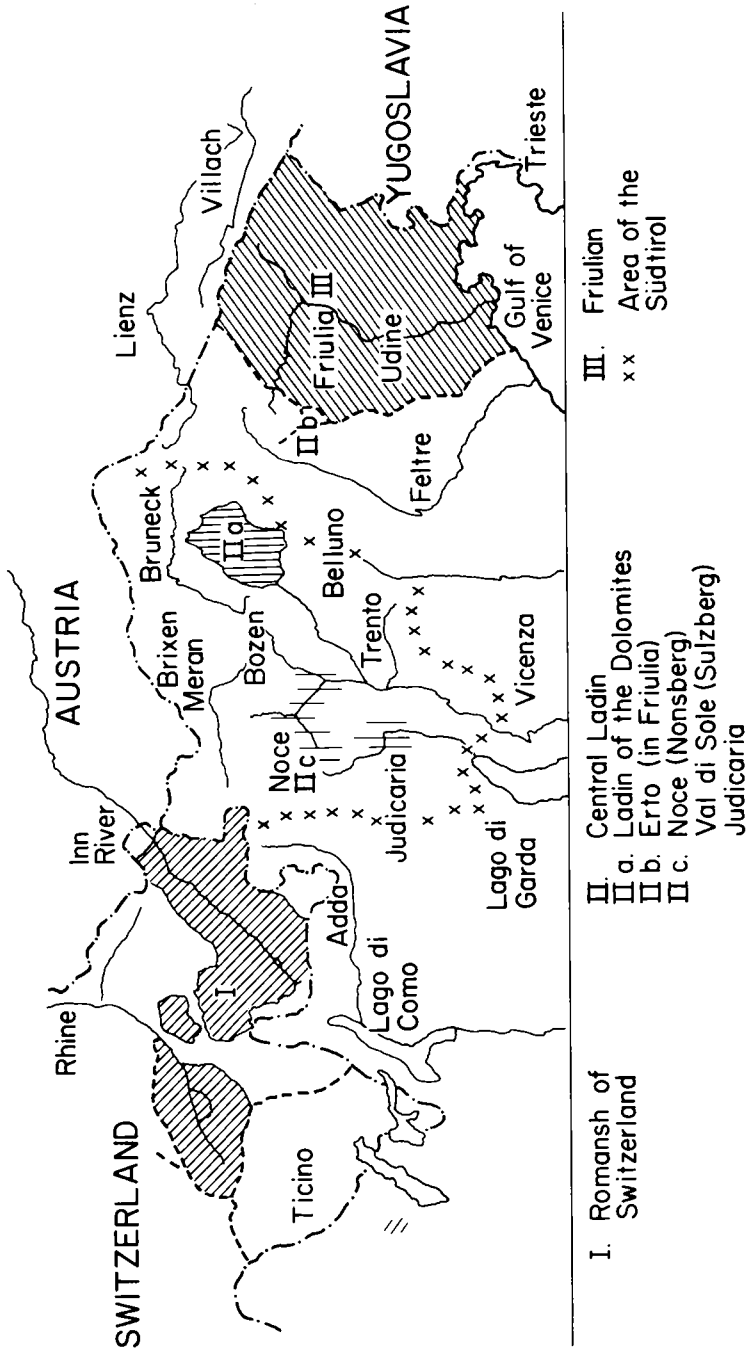 SWITZERLAND
Rhine
Inn
River
AUSTRIA
Lienz
Villach
YUGOSLAVIA
I
Ticino
Lago di
Como
Adda
Brixen
Meran
Bozen
Bruneck
Noce
II c
II a
II b
Friulia III
Udine
Judicaria
Trento
Belluno
Feltre
Gulf of
Venice
Trieste
Lago di
Garda
Vicenza
I. Romansh of
Switzerland
II. Central Ladin
II a. Ladin of the Dolomites
II b. Erto (in Friulia)
II c. Noce (Nonsberg)
Val di Sole (Sulzberg)
Judicaria
III. Friulian
x x Area of the
Südtirol